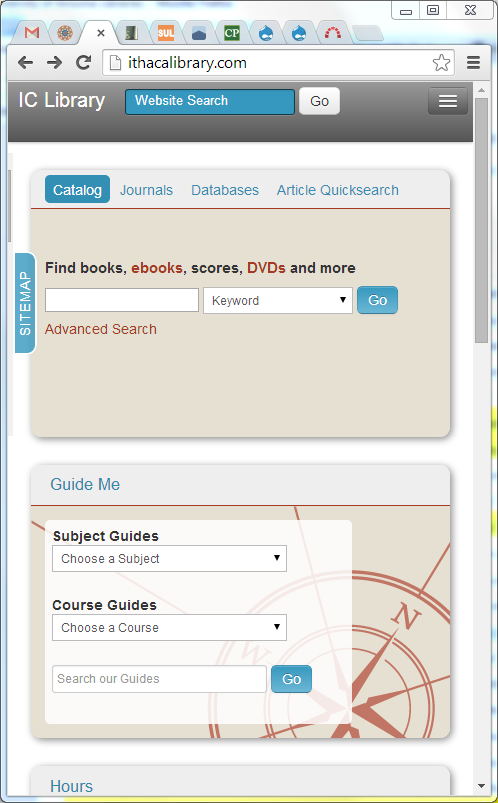 SUL
CP
ithacalibrary.com
IC Library
Website Search
Go
Catalog
Journals
Databases
Article Quicksearch
Find books, ebooks, scores, DVDs and more
Keyword
Go
Advanced Search
SITEMAP
Guide Me
Subject Guides
Choose a Subject
Course Guides
Choose a Course
Search our Guides
Go
N
W
Hours